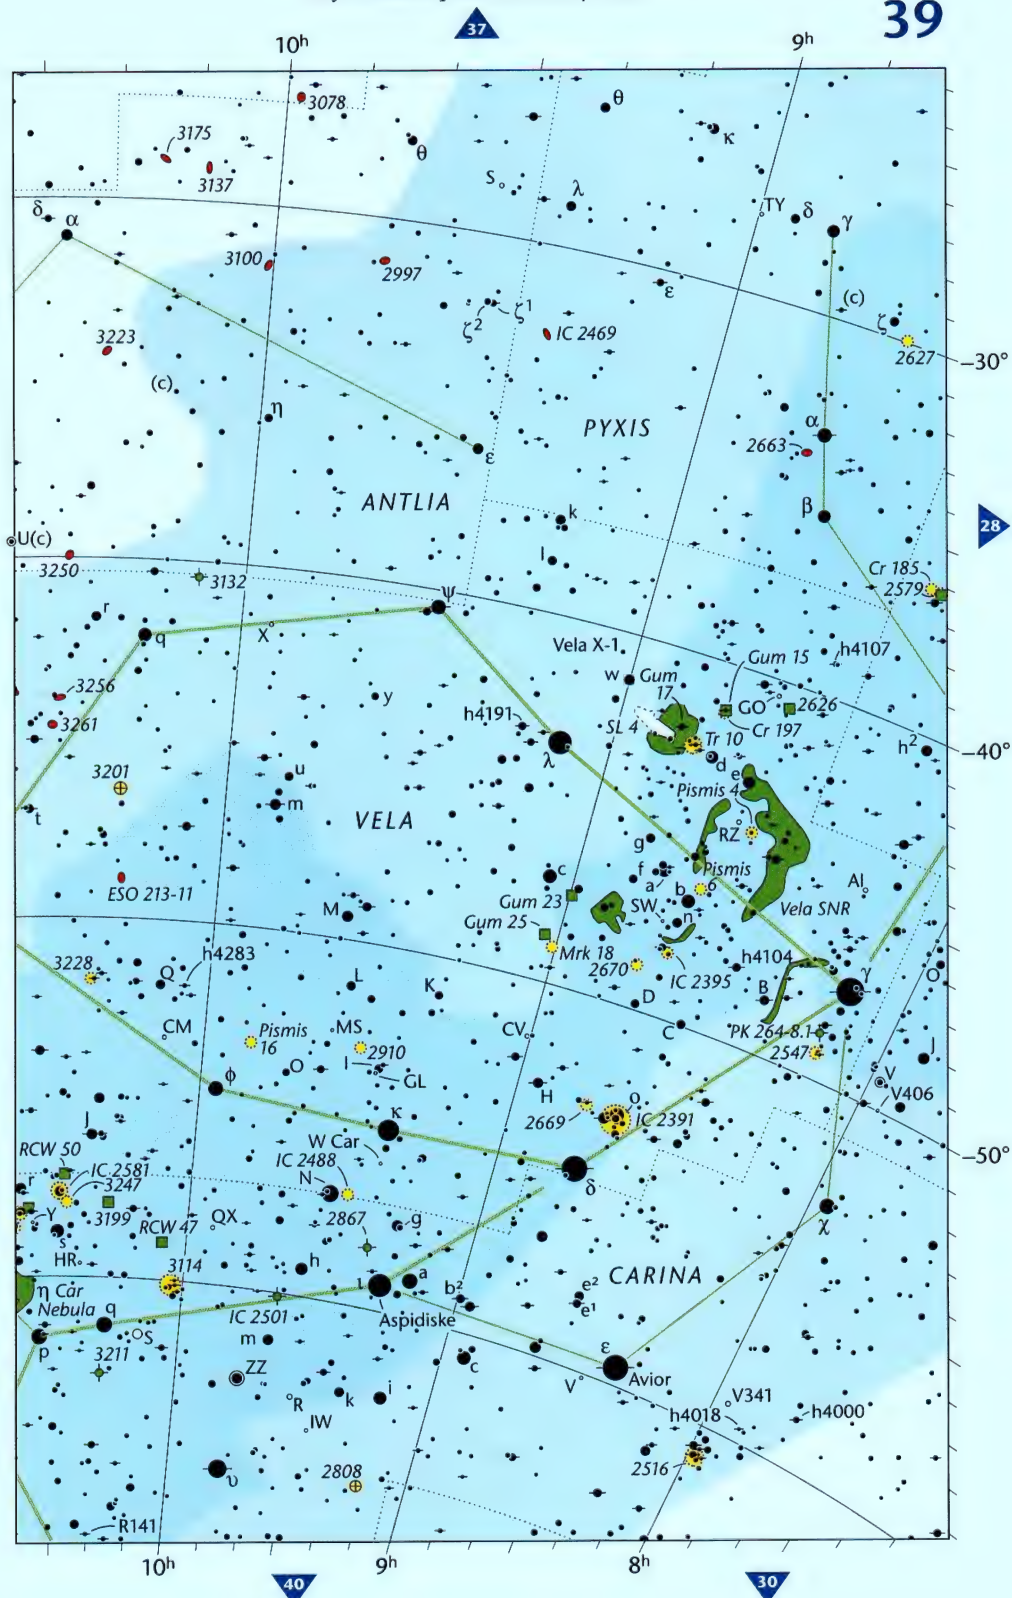 39
37
10ʰ
9ʰ
3078
θ
3175
3137
θ
κ
S
λ
TY
δ
γ
δ
α
3100
2997
ε
(c)
ζ²
ζ¹
ζ
IC 2469
2627
3223
−30°
(c)
η
PYXIS
α
2663
ε
ANTLIA
k
β
U(c)
l
28
3250
3132
Cr 185
2579
ψ
r
q
X
Vela X-1
h4107
Gum 15
w
Gum
17
3256
y
GO
2626
3261
h4191
SL 4
Cr 197
Tr 10
h²
−40°
λ
d
3201
u
e
m
Pismis 4
t
VELA
RZ
g
c
f
Pismis
6
a
ESO 213-11
b
AI
Gum 23
SW
M
n
Vela SNR
Gum 25
Mrk 18
h4283
h4104
3228
Q
2670
IC 2395
γ
L
K
D
B
O
CM
MS
CV
C
PK 264-8.1
Pismis
16
2910
2547
J
O
I
GL
V
φ
H
V406
o
2669
IC 2391
J
κ
W Car
RCW 50
IC 2488
−50°
IC 2581
N
δ
r
3247
Y
3199
QX
2867
g
χ
s
RCW 47
HR
3114
h
CARINA
η Car
Nebula
ι
a
b²
e²
e¹
q
IC 2501
Aspidiske
S
p
m
ε
3211
c
Avior
ZZ
V
R
k
i
V341
IW
h4018
h4000
υ
2808
2516
R141
10ʰ
9ʰ
8ʰ
40
30